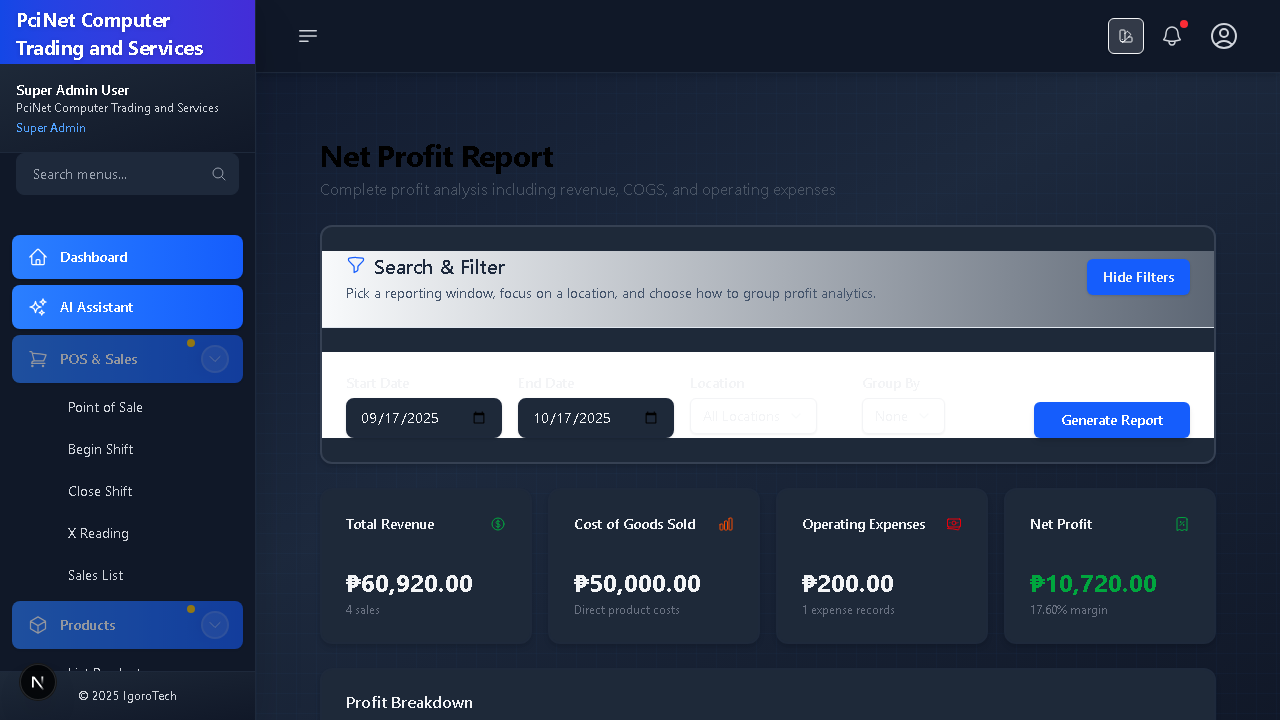 PciNet Computer
Trading and Services
Super Admin User
PciNet Computer Trading and Services
Super Admin
Search menus...
Dashboard
AI Assistant
POS & Sales
Point of Sale
Begin Shift
Close Shift
X Reading
Sales List
Products
List Products
N
© 2025 IgoroTech
Net Profit Report
Complete profit analysis including revenue, COGS, and operating expenses
Search & Filter
Pick a reporting window, focus on a location, and choose how to group profit analytics.
Hide Filters
Start Date
End Date
Location
Group By
09/17/2025
10/17/2025
All Locations
None
Generate Report
Total Revenue
₱60,920.00
4 sales
Cost of Goods Sold
₱50,000.00
Direct product costs
Operating Expenses
₱200.00
1 expense records
Net Profit
₱10,720.00
17.60% margin
Profit Breakdown